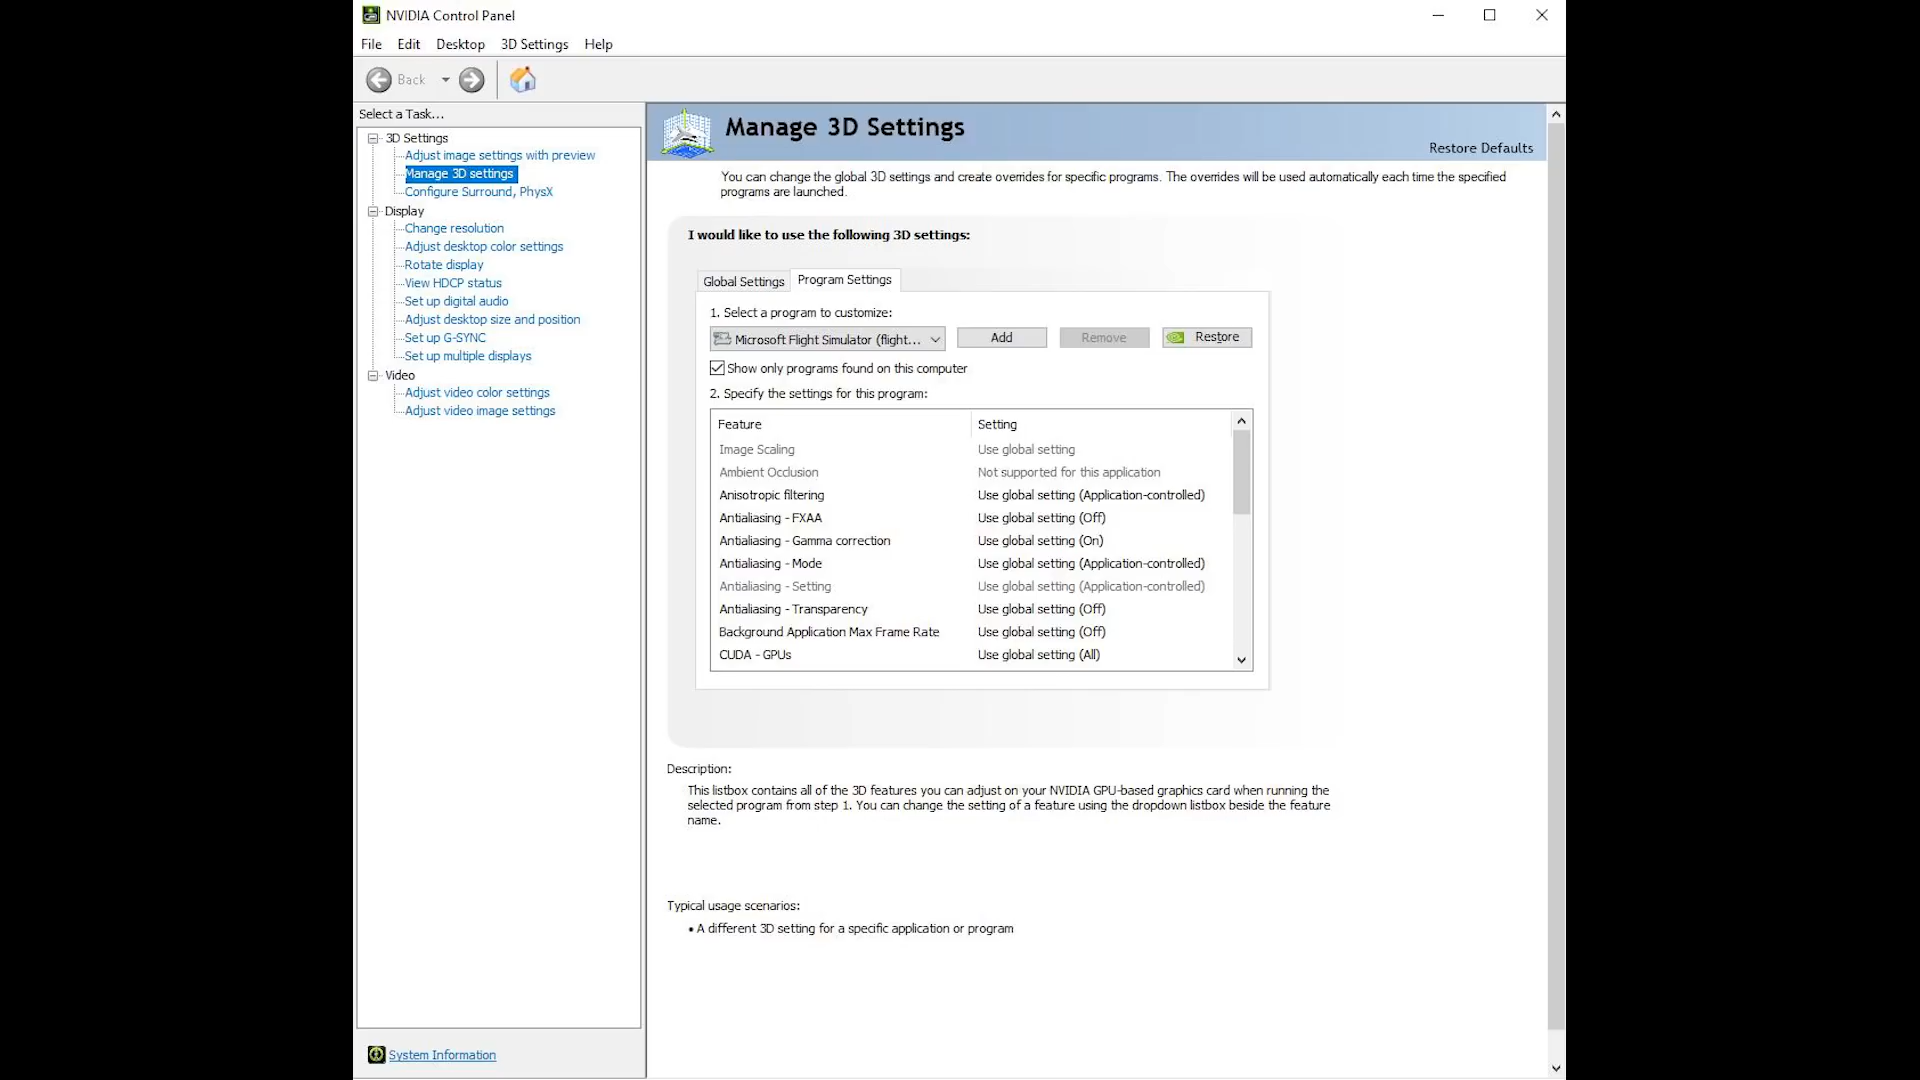 NVIDIA Control Panel
File Edit Desktop 3D Settings Help
Back
Select a Task...
3D Settings
Adjust image settings with preview
Manage 3D settings
Configure Surround, PhysX
Display
Change resolution
Adjust desktop color settings
Rotate display
View HDCP status
Set up digital audio
Adjust desktop size and position
Set up G-SYNC
Set up multiple displays
Video
Adjust video color settings
Adjust video image settings
System Information
Manage 3D Settings
Restore Defaults
You can change the global 3D settings and create overrides for specific programs. The overrides will be used automatically each time the specified
programs are launched.
I would like to use the following 3D settings:
Global Settings Program Settings
1. Select a program to customize:
Microsoft Flight Simulator (flight... Add Remove Restore
Show only programs found on this computer
2. Specify the settings for this program:
Feature Setting
Image Scaling Use global setting
Ambient Occlusion Not supported for this application
Anisotropic filtering Use global setting (Application-controlled)
Antialiasing - FXAA Use global setting (Off)
Antialiasing - Gamma correction Use global setting (On)
Antialiasing - Mode Use global setting (Application-controlled)
Antialiasing - Setting Use global setting (Application-controlled)
Antialiasing - Transparency Use global setting (Off)
Background Application Max Frame Rate Use global setting (Off)
CUDA - GPUs Use global setting (All)
Description:
This listbox contains all of the 3D features you can adjust on your NVIDIA GPU-based graphics card when running the
selected program from step 1. You can change the setting of a feature using the dropdown listbox beside the feature
name.
Typical usage scenarios:
• A different 3D setting for a specific application or program